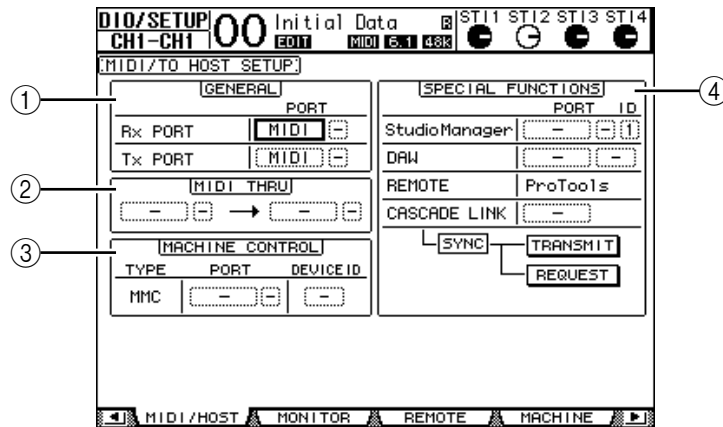 DIO/SETUP 00 Initial Data R ST1 ST2 ST3 ST4
CH1-CH1 EDIT MIDI 6.1 48K
MIDI/TO HOST SETUP
1 GENERAL
PORT
Rx PORT MIDI -
Tx PORT MIDI -
2 MIDI THRU
- - → - -
3 MACHINE CONTROL
TYPE PORT DEVICE ID
MMC - - -
4 SPECIAL FUNCTIONS
PORT ID
StudioManager - - 1
DAW - -
REMOTE ProTools
CASCADE LINK -
SYNC TRANSMIT
REQUEST
MIDI/HOST MONITOR REMOTE MACHINE